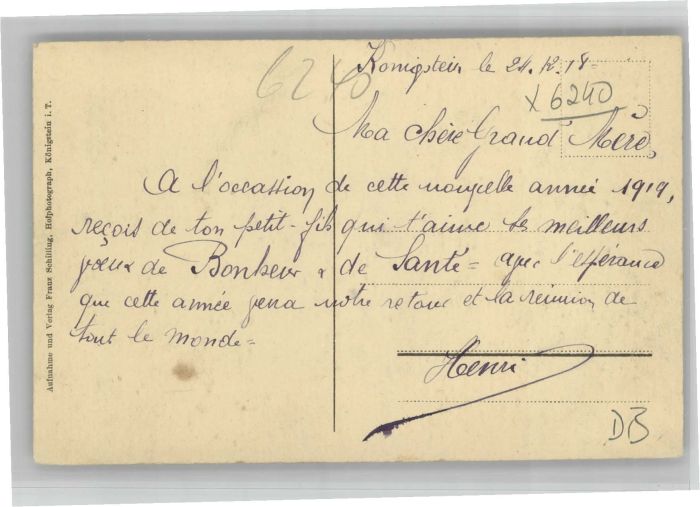 6240
Königstein le 24.12.18=
x 6240
Ma chère Grand Mère,
A l'occassion de cette nouvelle année 1919,
reçois de ton petit-fils qui t'aime les meilleurs
voeux de Bonheur & de Santé= avec l'espérance
que cette année sera notre retour et la réunion de
tout le monde=
Henri
DB
Aufnahme und Verlag Franz Schilling, Hofphotograph, Königstein i. T.